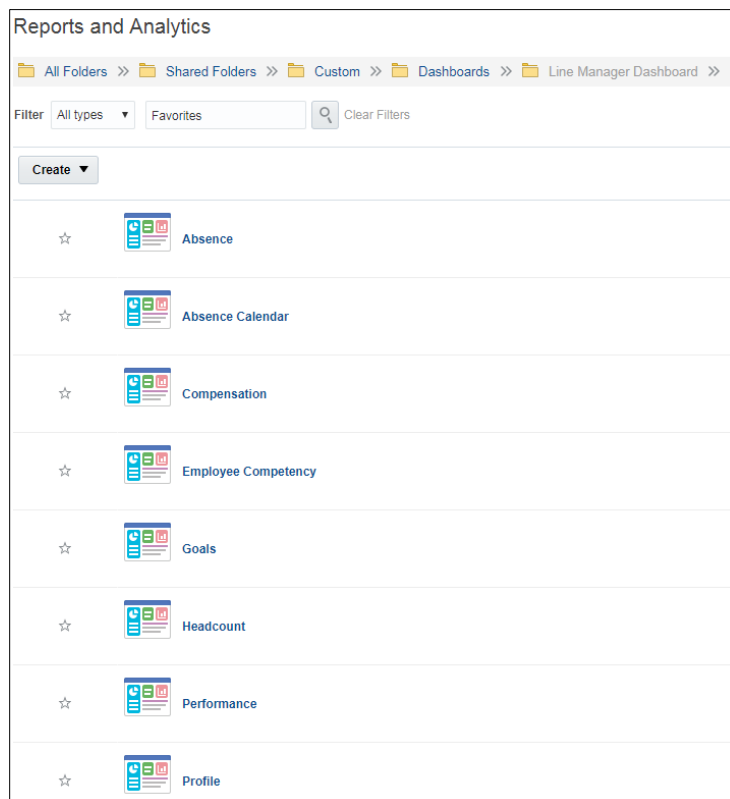 Reports and Analytics
All Folders » Shared Folders » Custom » Dashboards » Line Manager Dashboard »
Filter All types Favorites Clear Filters
Create
Absence
Absence Calendar
Compensation
Employee Competency
Goals
Headcount
Performance
Profile